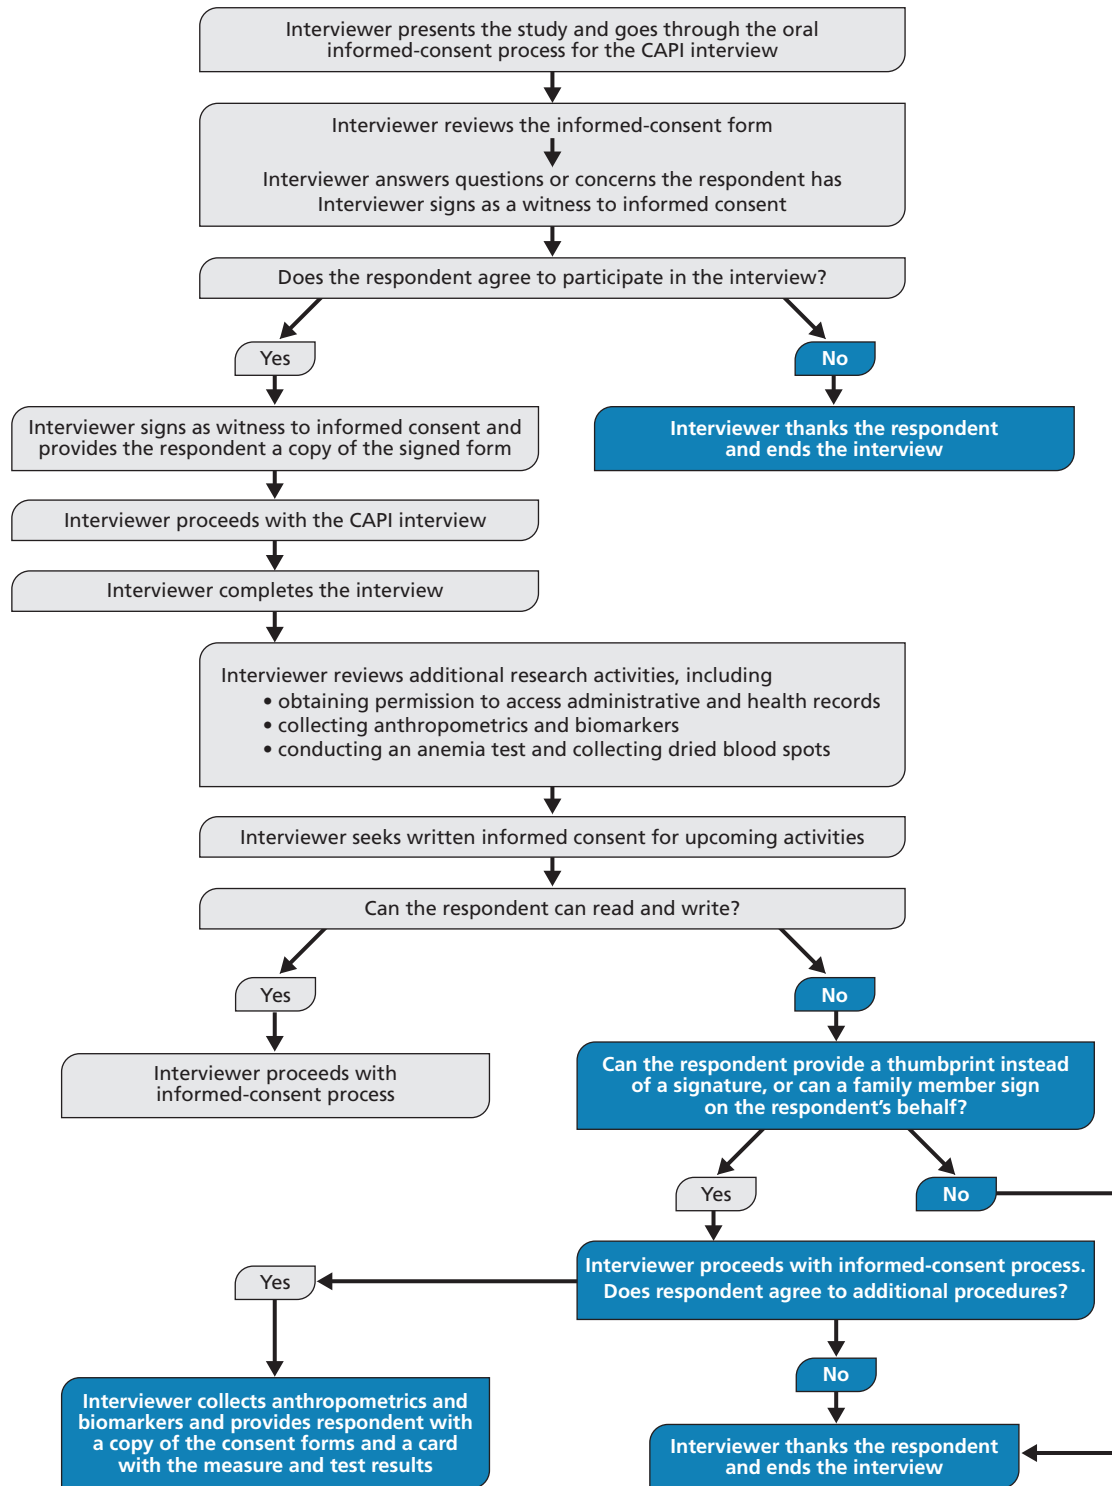 Interviewer presents the study and goes through the oral
informed-consent process for the CAPI interview
Interviewer reviews the informed-consent form
Interviewer answers questions or concerns the respondent has
Interviewer signs as a witness to informed consent
Does the respondent agree to participate in the interview?
Yes
No
Interviewer signs as witness to informed consent and
provides the respondent a copy of the signed form
Interviewer thanks the respondent
and ends the interview
Interviewer proceeds with the CAPI interview
Interviewer completes the interview
Interviewer reviews additional research activities, including
• obtaining permission to access administrative and health records
• collecting anthropometrics and biomarkers
• conducting an anemia test and collecting dried blood spots
Interviewer seeks written informed consent for upcoming activities
Can the respondent can read and write?
Yes
No
Interviewer proceeds with
informed-consent process
Can the respondent provide a thumbprint instead
of a signature, or can a family member sign
on the respondent's behalf?
Yes
No
Interviewer proceeds with informed-consent process.
Does respondent agree to additional procedures?
Yes
No
Interviewer collects anthropometrics and
biomarkers and provides respondent with
a copy of the consent forms and a card
with the measure and test results
Interviewer thanks the respondent
and ends the interview